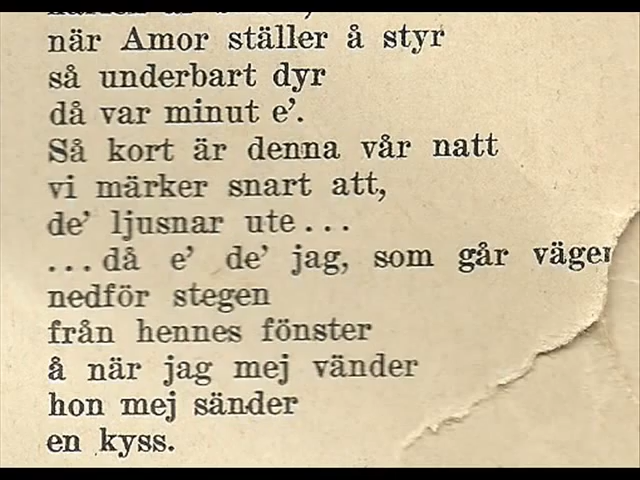 när Amor ställer å styr
så underbart dyr
då var minut e’.
Så kort är denna vår natt
vi märker snart att,
de’ ljusnar ute...
...då e’ de’ jag, som går vägen
nedför stegen
från hennes fönster
å när jag mej vänder
hon mej sänder
en kyss.